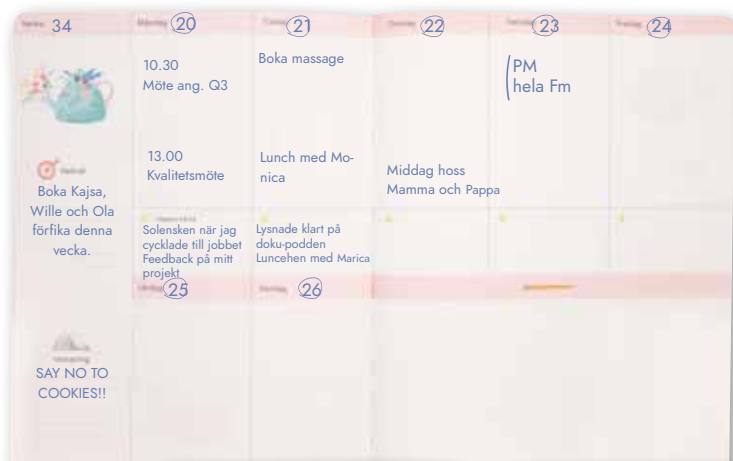 34
20
21
22
23
24
10.30
Möte ang. Q3
13.00
Kvalitetsmöte
Boka massage
Lunch med Mo-
nica
Middag hoss
Mamma och Pappa
PM
hela Fm
Boka Kajsa,
Wille och Ola
förfika denna
vecka.
Solensken när jag
cycklade till jobbet
Feedback på mitt
projekt
Lysnade klart på
doku-podden
Luncehen med Marica
25
26
SAY NO TO
COOKIES!!